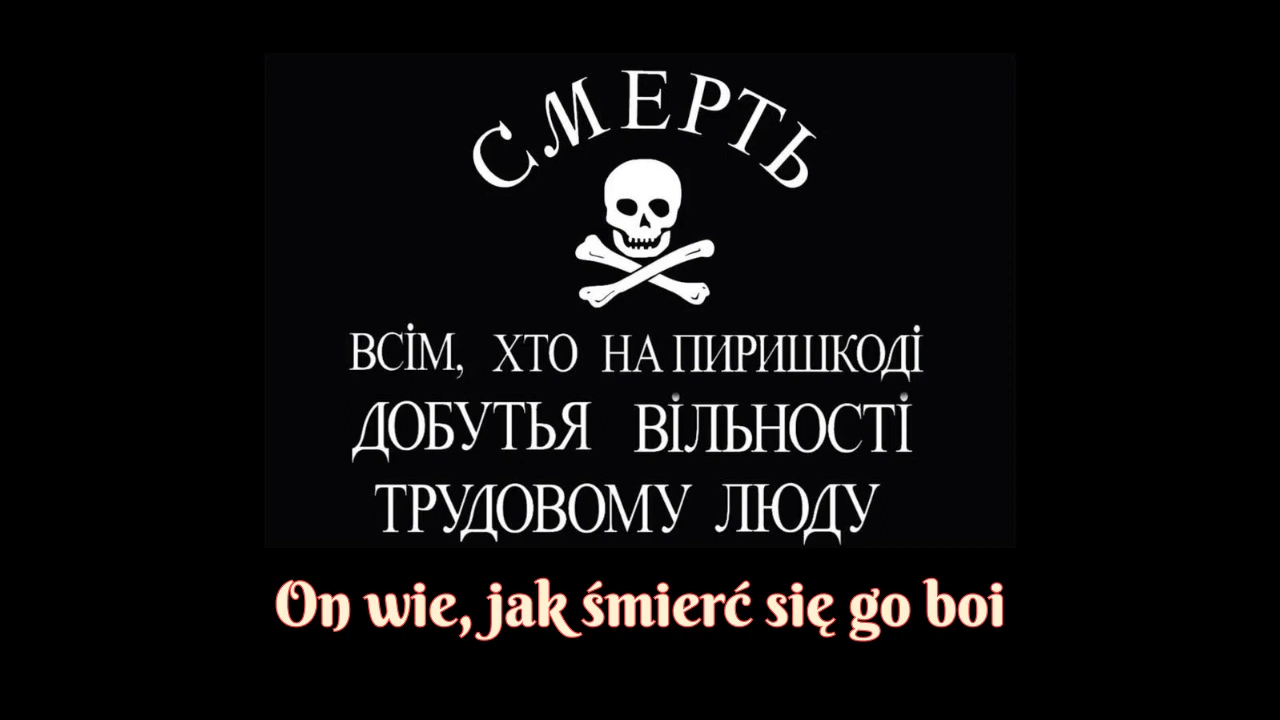 СМЕРТЬ
ВСІМ, ХТО НА ПИРИШКОДІ
ДОБУТЬЯ ВІЛЬНОСТІ
ТРУДОВОМУ ЛЮДУ
On wie, jak śmierć się go boi